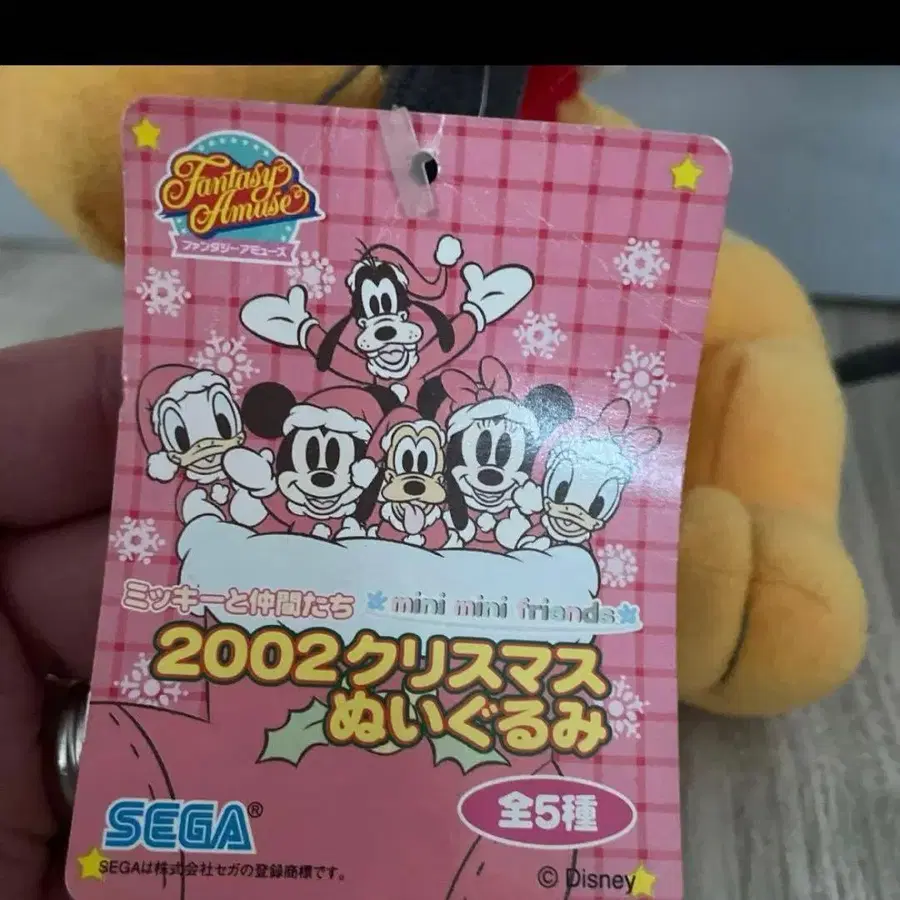 Fantasy
Amuse
ファンタジーアミューズ
ミッキーと仲間たち mini mini friends
2002クリスマス
ぬいぐるみ
全5種
SEGA®
SEGAは株式会社セガの登録商標です。
© Disney